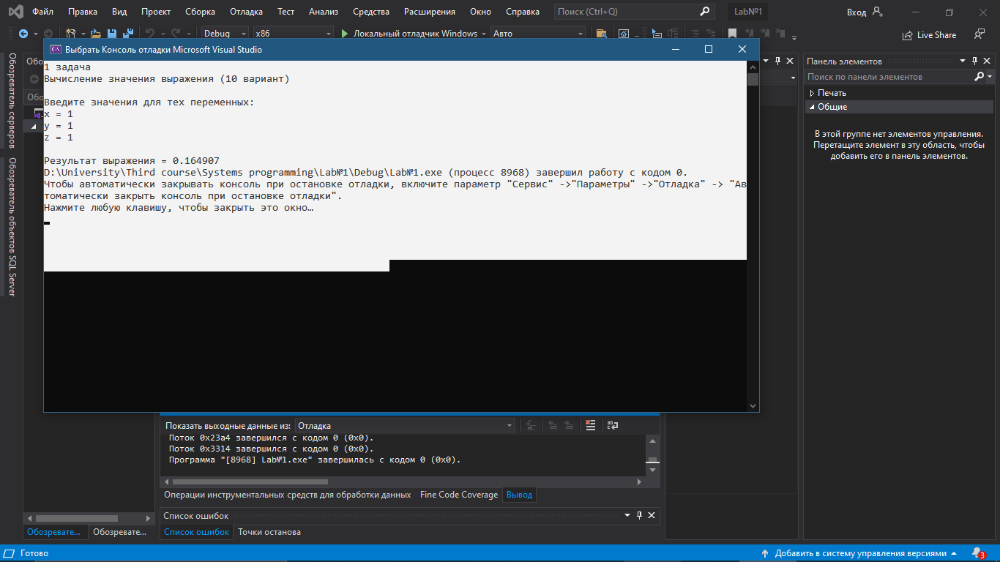 Файл Правка Вид Проект Сборка Отладка Тест Анализ Средства Расширения Окно Справка Поиск (Ctrl+Q) Lab№1 Вход
Debug x86 Локальный отладчик Windows Авто Live Share
Выбрать Консоль отладки Microsoft Visual Studio
1 задача
Вычисление значения выражения (10 вариант)
Введите значения для тех переменных:
x = 1
y = 1
z = 1
Результат выражения = 0.164907
D:\University\Third course\Systems programming\Lab№1\Debug\Lab№1.exe (процесс 8968) завершил работу с кодом 0.
Чтобы автоматически закрывать консоль при остановке отладки, включите параметр "Сервис" ->"Параметры" ->"Отладка" -> "Ав
томатически закрыть консоль при остановке отладки".
Нажмите любую клавишу, чтобы закрыть это окно…
Обозреватель серверов
Обозреватель объектов SQL Server
Обо
Обо
Панель элементов
Поиск по панели элементов
Печать
Общие
В этой группе нет элементов управления.
Перетащите элемент в эту область, чтобы
добавить его в панель элементов.
Показать выходные данные из: Отладка
Поток 0x23a4 завершился с кодом 0 (0x0).
Поток 0x3314 завершился с кодом 0 (0x0).
Программа "[8968] Lab№1.exe" завершилась с кодом 0 (0x0).
Операции инструментальных средств для обработки данных Fine Code Coverage Вывод
Список ошибок
Обозревате... Обозревате... Список ошибок Точки останова
Готово Добавить в систему управления версиями 3